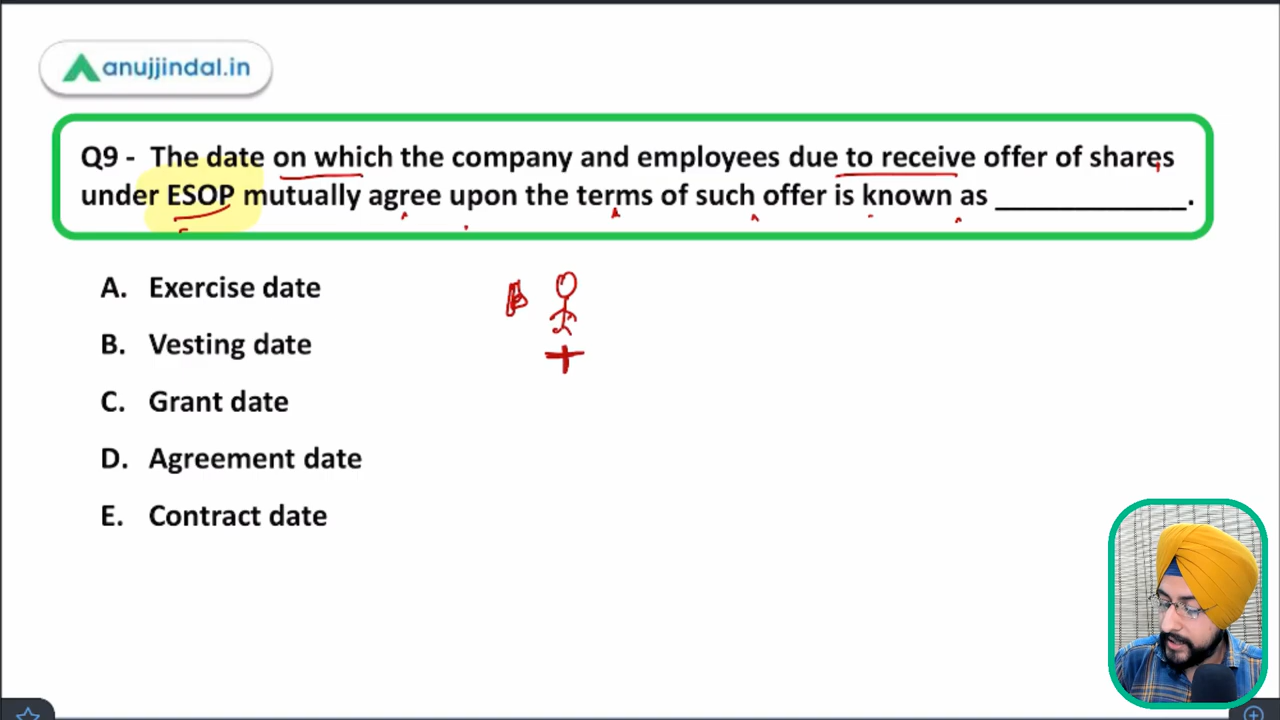 anujjindal.in
Q9 - The date on which the company and employees due to receive offer of shares
under ESOP mutually agree upon the terms of such offer is known as ____________.
A. Exercise date
B. Vesting date
C. Grant date
D. Agreement date
E. Contract date